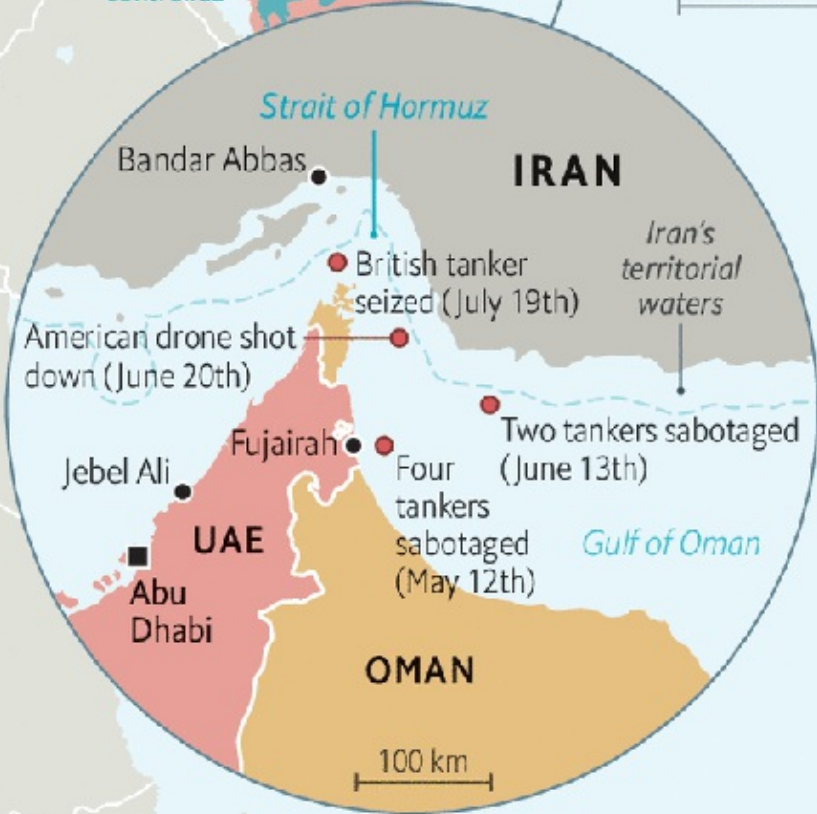 Strait of Hormuz
Bandar Abbas
IRAN
Iran's
territorial
waters
British tanker
seized (July 19th)
American drone shot
down (June 20th)
Two tankers sabotaged
(June 13th)
Fujairah
Four
tankers
sabotaged
(May 12th)
Jebel Ali
UAE
Gulf of Oman
Abu
Dhabi
OMAN
100 km